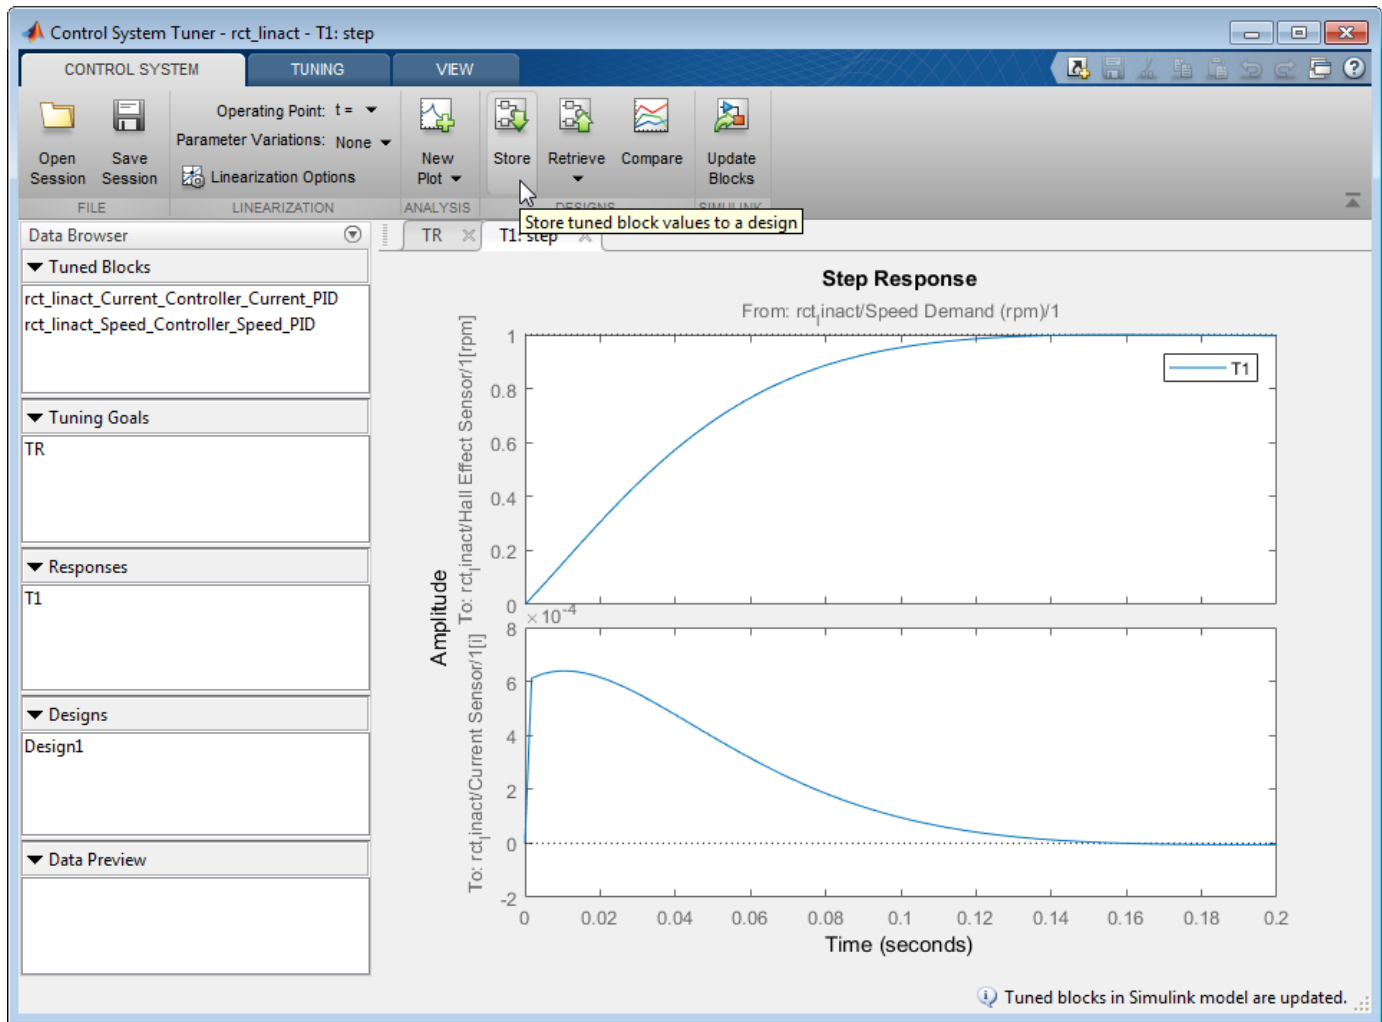 Control System Tuner - rct_linact - T1: step
CONTROL SYSTEM
TUNING
VIEW
Open Session
Save Session
Operating Point: t =
Parameter Variations: None
Linearization Options
New Plot
Store
Retrieve
Compare
Update Blocks
FILE
LINEARIZATION
ANALYSIS
DESIGNS
SIMULINK
Store tuned block values to a design
Data Browser
TR
T1: step
Tuned Blocks
rct_linact_Current_Controller_Current_PID
rct_linact_Speed_Controller_Speed_PID
Tuning Goals
TR
Responses
T1
Designs
Design1
Data Preview
Step Response
From: rct_linact/Speed Demand (rpm)/1
To: rct_linact/Hall Effect Sensor/1[rpm]
1
0.8
0.6
0.4
0.2
0
T1
Amplitude
×10-4
To: rct_linact/Current Sensor/1[i]
8
6
4
2
0
-2
0 0.02 0.04 0.06 0.08 0.1 0.12 0.14 0.16 0.18 0.2
Time (seconds)
Tuned blocks in Simulink model are updated.